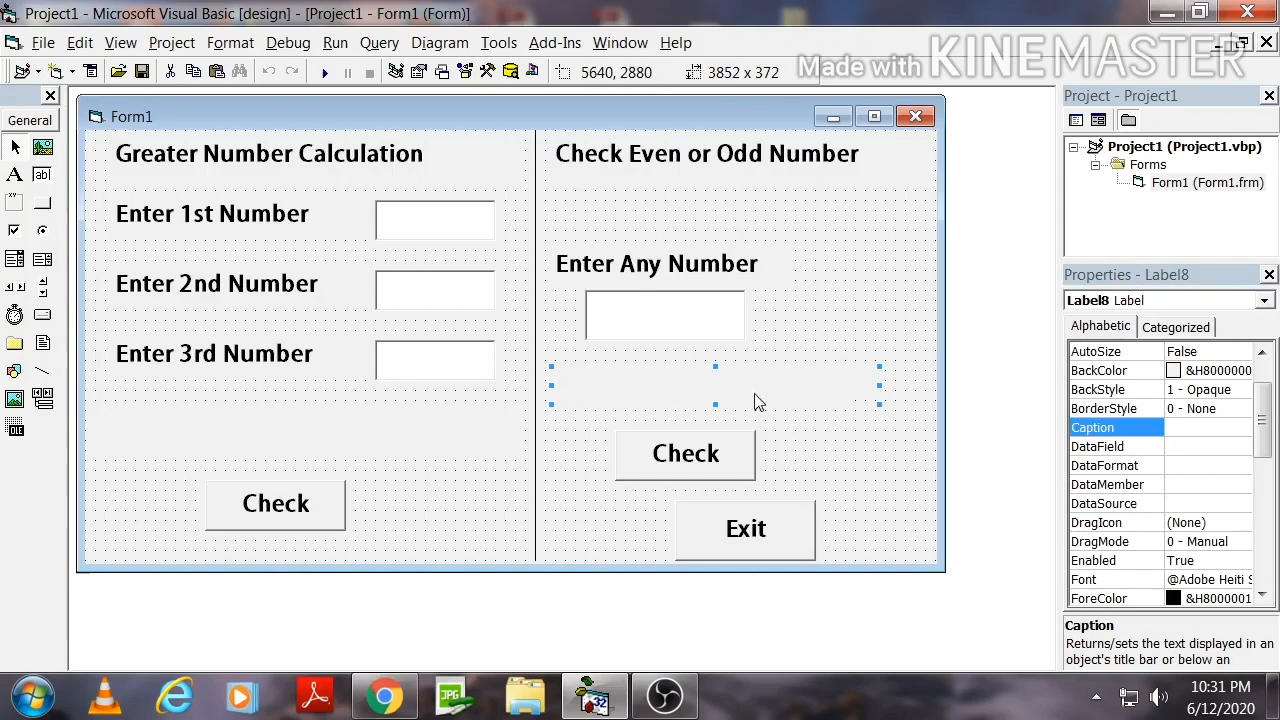 Project1 - Microsoft Visual Basic [design] - [Project1 - Form1 (Form)]
File Edit View Project Format Debug Run Query Diagram Tools Add-Ins Window Help
5640, 2880 3852 x 372
Made with KINEMASTER
General
Form1
Greater Number Calculation
Enter 1st Number
Enter 2nd Number
Enter 3rd Number
Check
Check Even or Odd Number
Enter Any Number
Check
Exit
Project - Project1
Project1 (Project1.vbp)
Forms
Form1 (Form1.frm)
Properties - Label8
Label8 Label
Alphabetic Categorized
AutoSize False
BackColor &H8000000
BackStyle 1 - Opaque
BorderStyle 0 - None
Caption
DataField
DataFormat
DataMember
DataSource
DragIcon (None)
DragMode 0 - Manual
Enabled True
Font @Adobe Heiti S
ForeColor &H8000001
Caption
Returns/sets the text displayed in an
object's title bar or below an
JPG
32
10:31 PM
6/12/2020